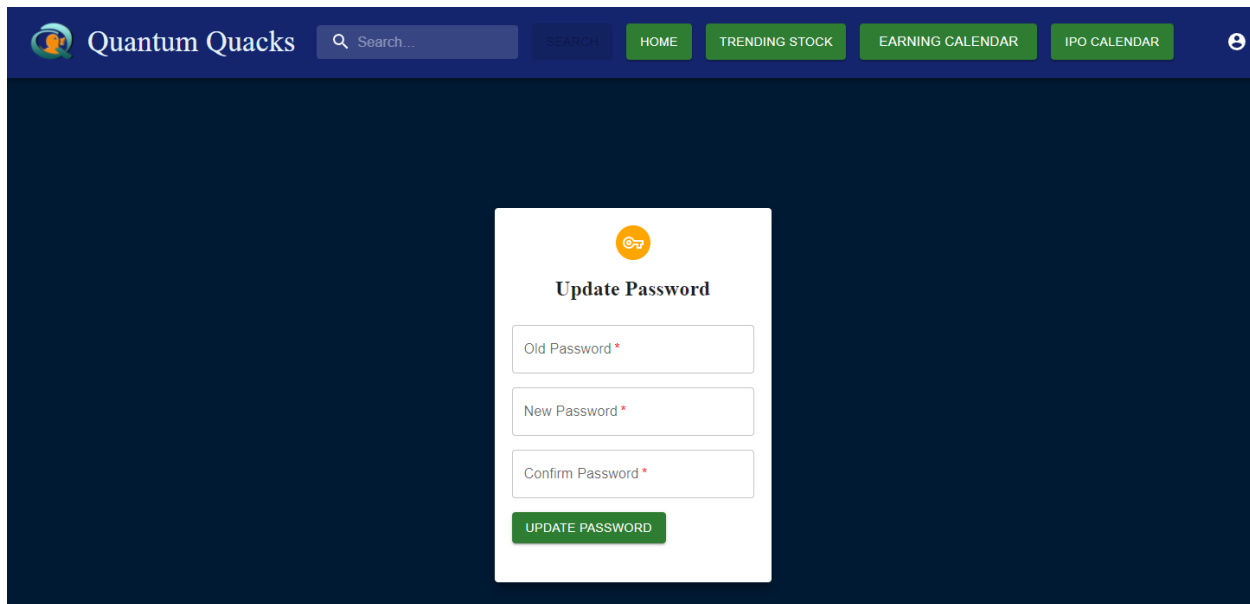 Quantum Quacks
Search...
SEARCH
HOME
TRENDING STOCK
EARNING CALENDAR
IPO CALENDAR
Update Password
Old Password *
New Password *
Confirm Password *
UPDATE PASSWORD